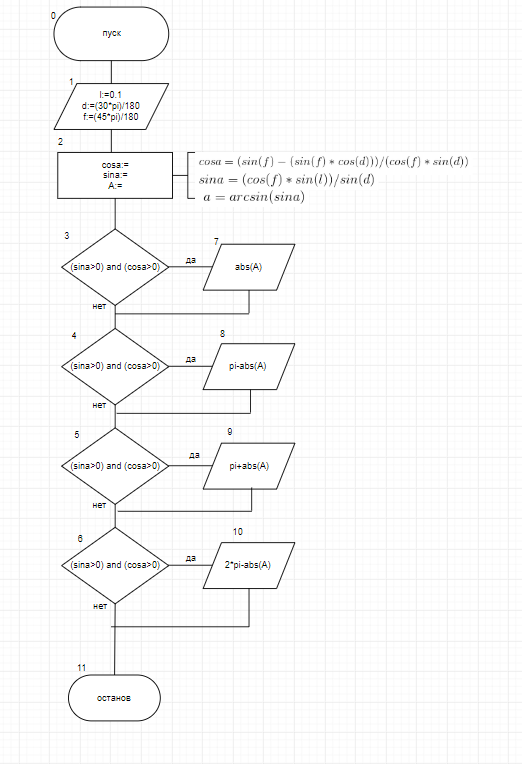 0
пуск
1
l:=0.1
d:=(30*pi)/180
f:=(45*pi)/180
2
cosa:=
sina:=
A:=
cosa = (sin(f) − (sin(f) * cos(d)))/(cos(f) * sin(d))
sina = (cos(f) * sin(l))/sin(d)
a = arcsin(sina)
3
(sina>0) and (cosa>0)
да
7
abs(A)
нет
4
(sina>0) and (cosa>0)
да
8
pi-abs(A)
нет
5
(sina>0) and (cosa>0)
да
9
pi+abs(A)
нет
6
(sina>0) and (cosa>0)
да
10
2*pi-abs(A)
нет
11
останов